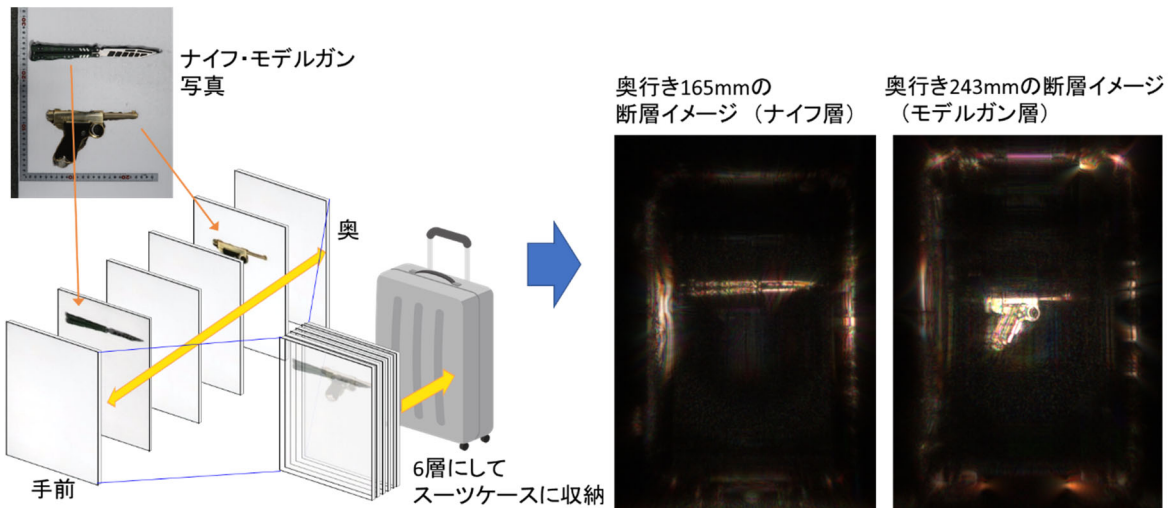 ナイフ・モデルガン
写真
奥
手前
6層にして
スーツケースに収納
奥行き165mmの
断層イメージ（ナイフ層）
奥行き243mmの断層イメージ
（モデルガン層）